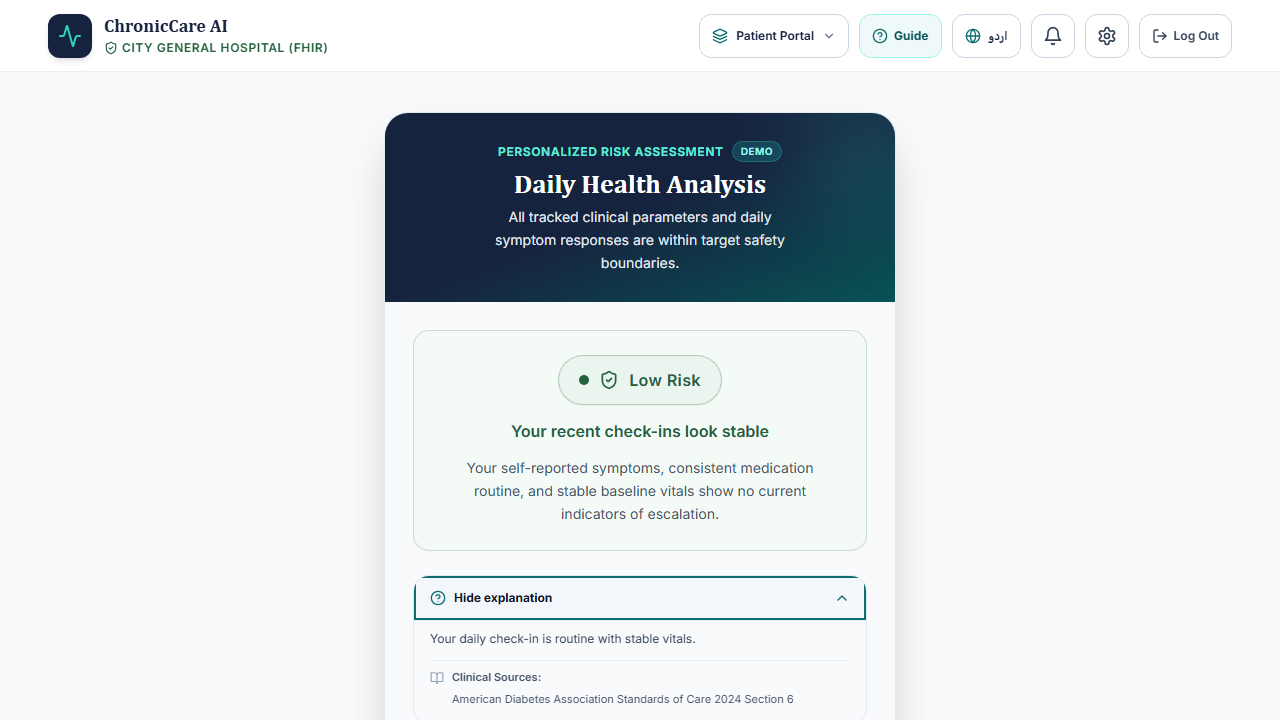 ChronicCare AI
CITY GENERAL HOSPITAL (FHIR)
Patient Portal
Guide
اردو
Log Out
PERSONALIZED RISK ASSESSMENT
DEMO
Daily Health Analysis
All tracked clinical parameters and daily
symptom responses are within target safety
boundaries.
Low Risk
Your recent check-ins look stable
Your self-reported symptoms, consistent medication
routine, and stable baseline vitals show no current
indicators of escalation.
Hide explanation
Your daily check-in is routine with stable vitals.
Clinical Sources:
American Diabetes Association Standards of Care 2024 Section 6